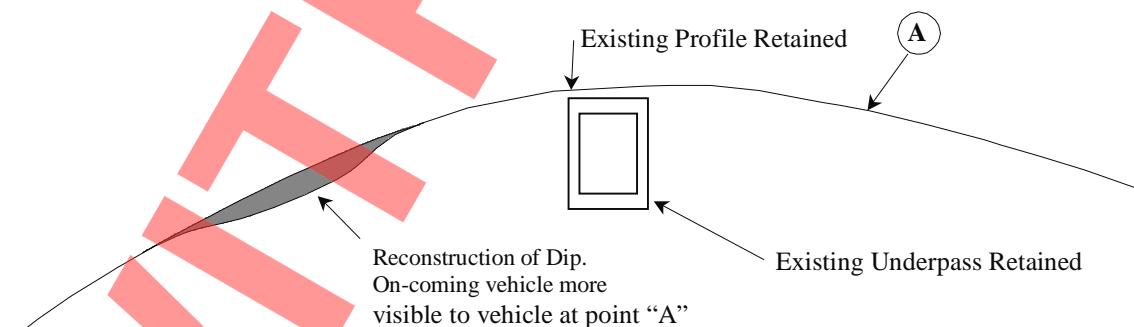 Existing Profile Retained
A
Reconstruction of Dip.
On-coming vehicle more
visible to vehicle at point “A”
Existing Underpass Retained